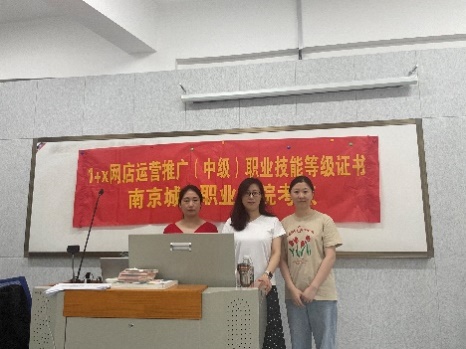 1+x网店运营推广（中级）职业技能等级证书
南京城 职业 院考